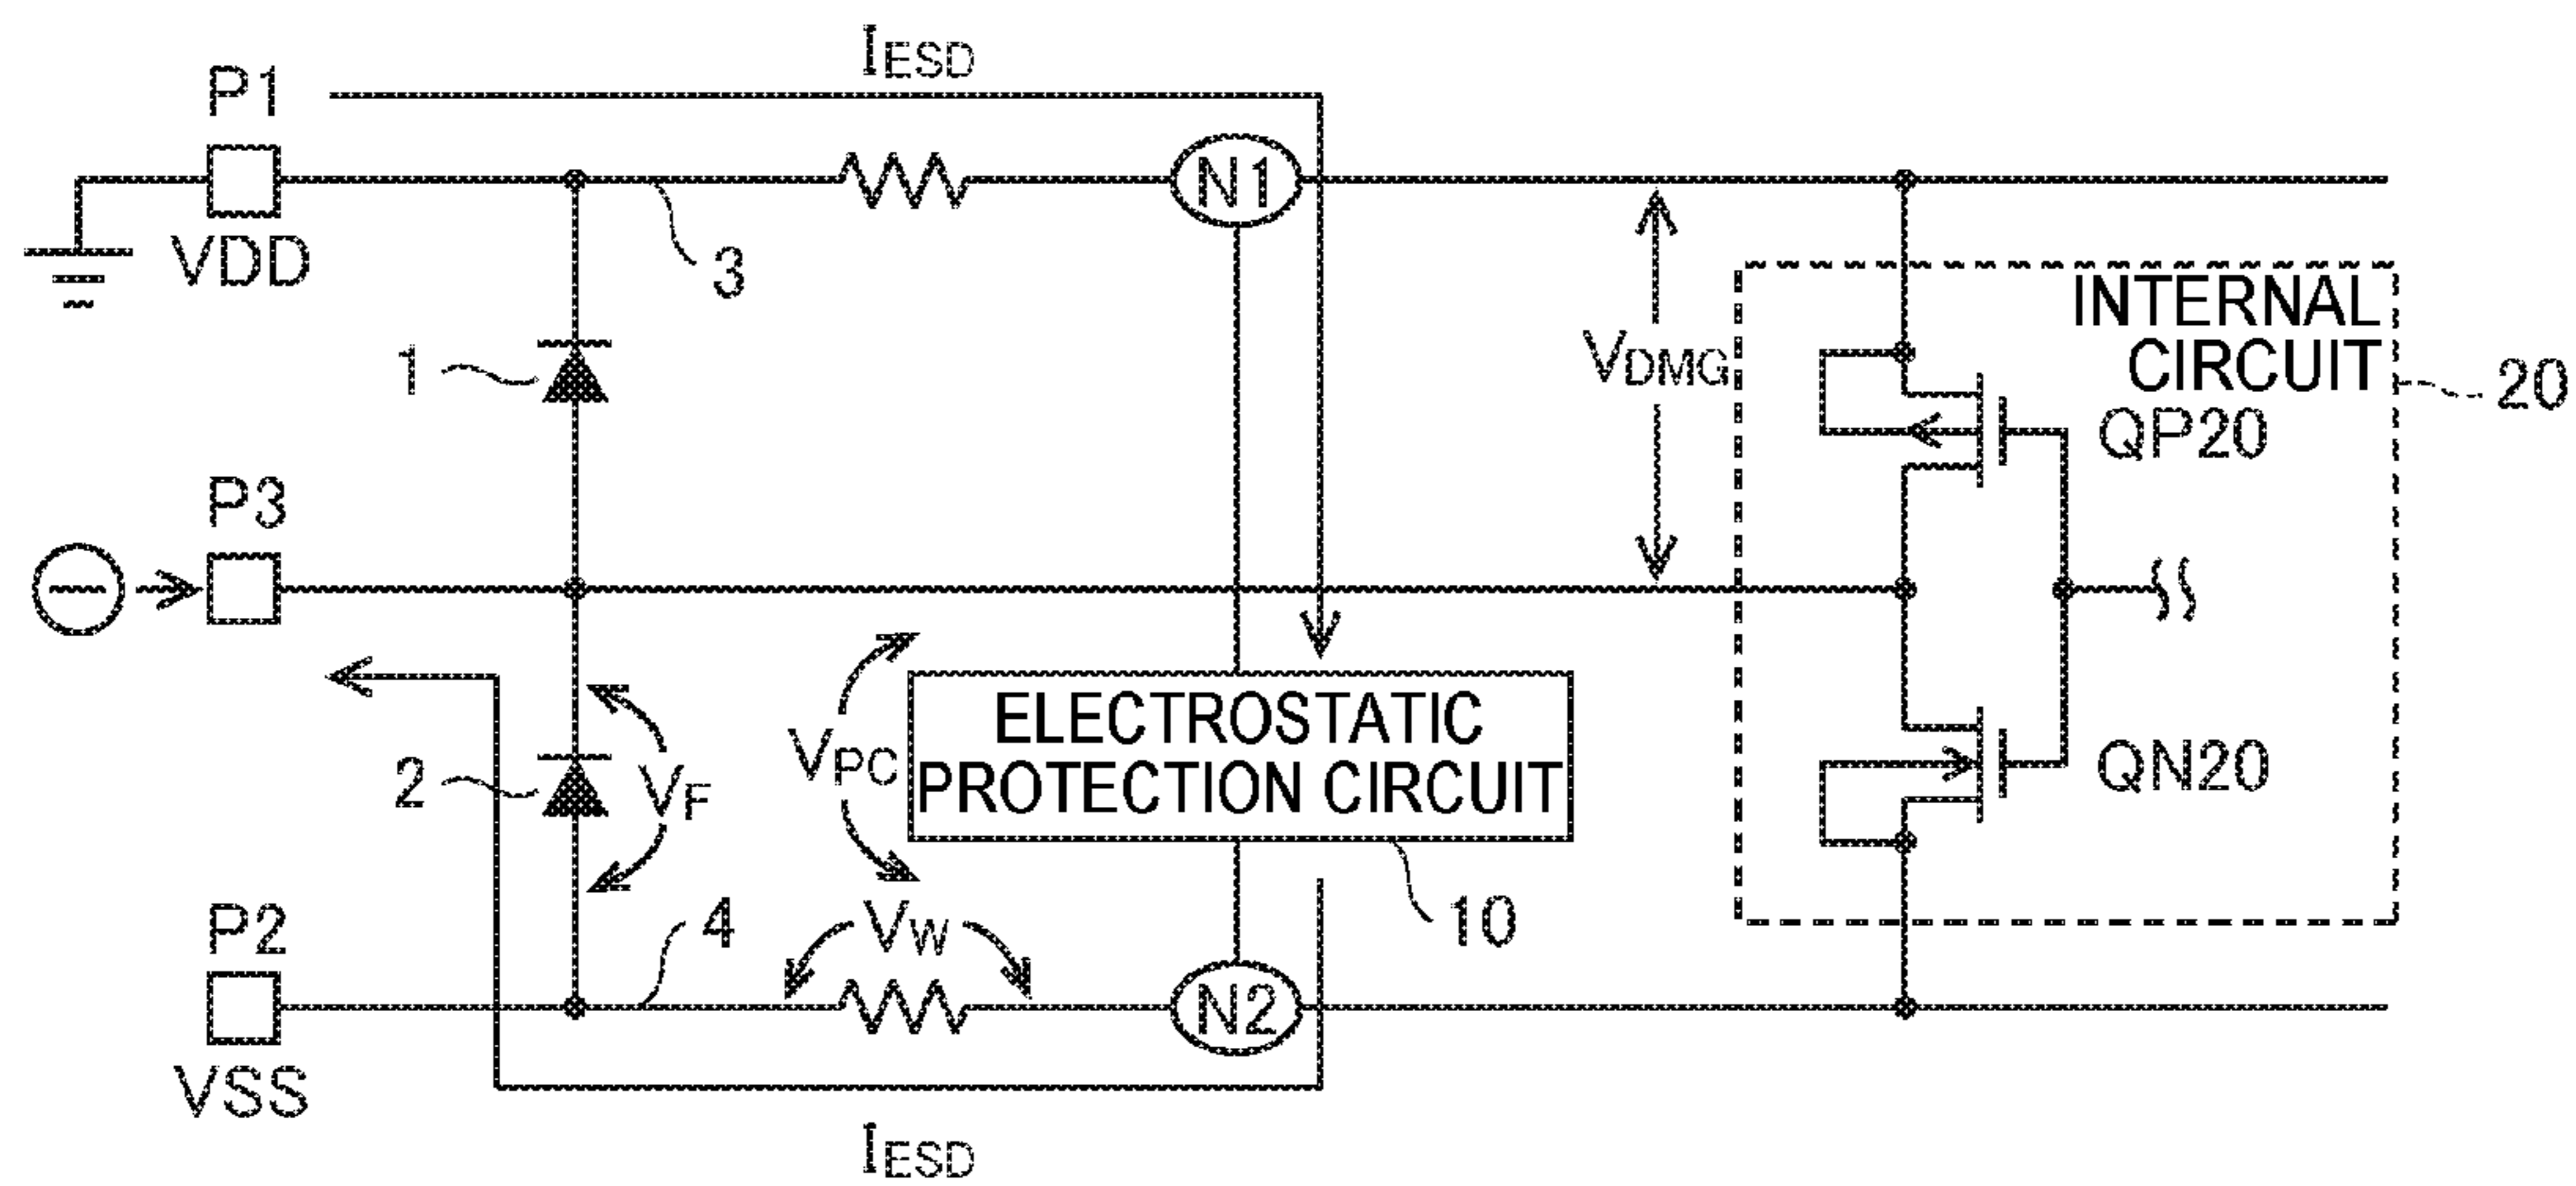 IESD
P1
N1
VDD
3
INTERNAL
CIRCUIT
1
VDMG
20
QP20
P3
−
ELECTROSTATIC
PROTECTION CIRCUIT
VPC
2
VF
QN20
P2
4
VW
10
N2
VSS
IESD